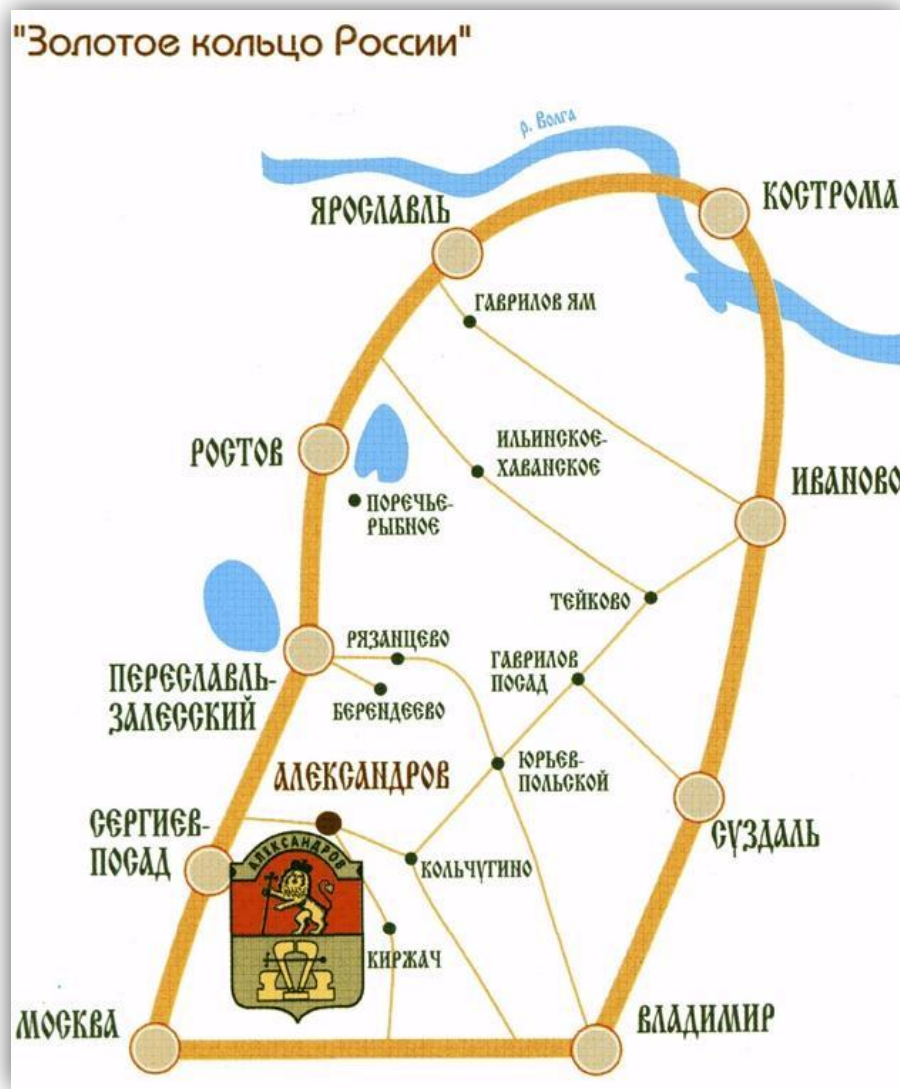 "Золотое кольцо России"
р. Волга
КОСТРОМА
ЯРОСЛАВЛЬ
ГАВРИЛОВ ЯМ
РОСТОВ
ИЛЬИНСКОЕ-
ХАВАНСКОЕ
ИВАНОВО
ПОРЕЧЬЕ-
РЫБНОЕ
ТЕЙКОВО
РЯЗАНЦЕВО
ГАВРИЛОВ
ПОСАД
ПЕРЕСЛАВЛЬ-
ЗАЛЕССКИЙ
БЕРЕНДЕЕВО
ЮРЬЕВ-
ПОЛЬСКОЙ
АЛЕКСАНДРОВ
СЕРГИЕВ-
ПОСАД
СУЗДАЛЬ
АЛЕКСАНДРОВ
КОЛЬЧУГИНО
КИРЖАЧ
МОСКВА
ВЛАДИМИР